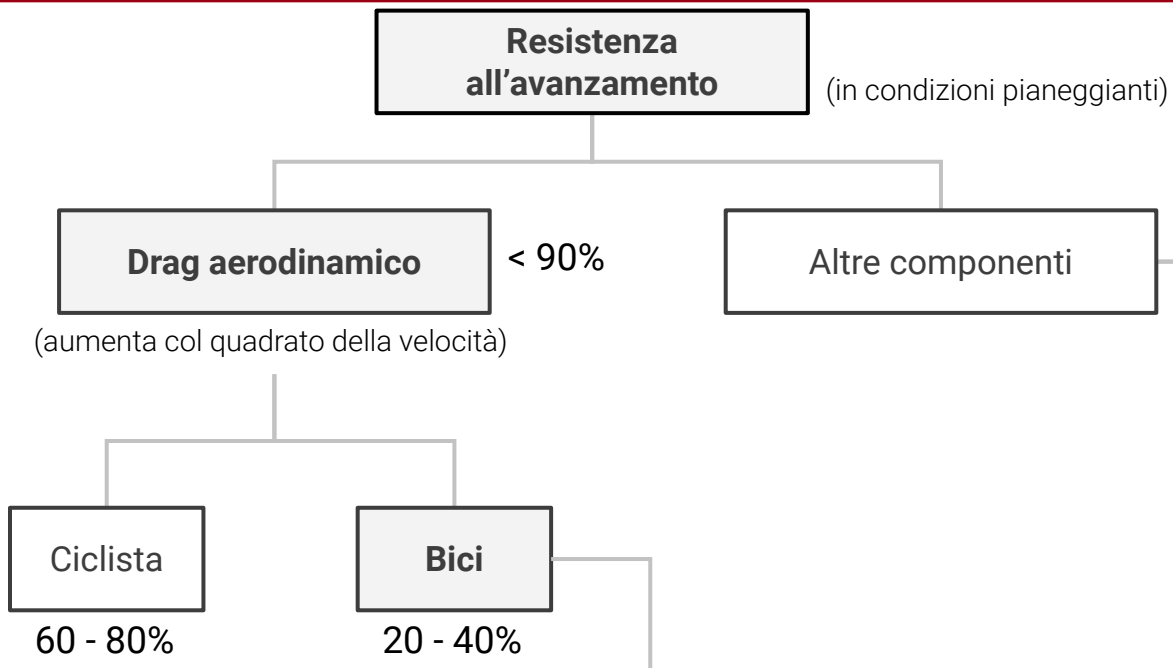 Resistenza
all’avanzamento
(in condizioni pianeggianti)
Drag aerodinamico
< 90%
Altre componenti
(aumenta col quadrato della velocità)
Ciclista
Bici
60 - 80%
20 - 40%